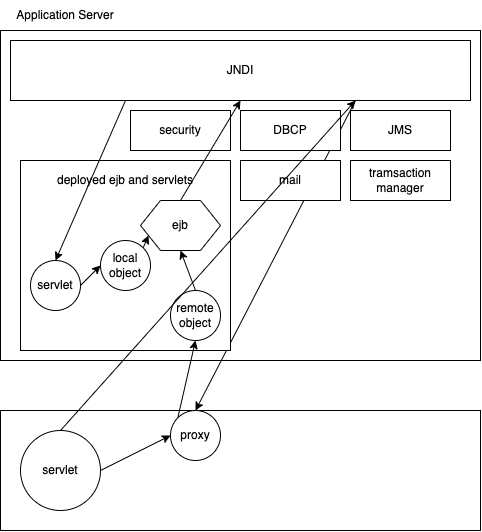 Application Server
JNDI
security
DBCP
JMS
deployed ejb and servlets
mail
tramsaction
manager
ejb
local
object
servlet
remote
object
proxy
servlet